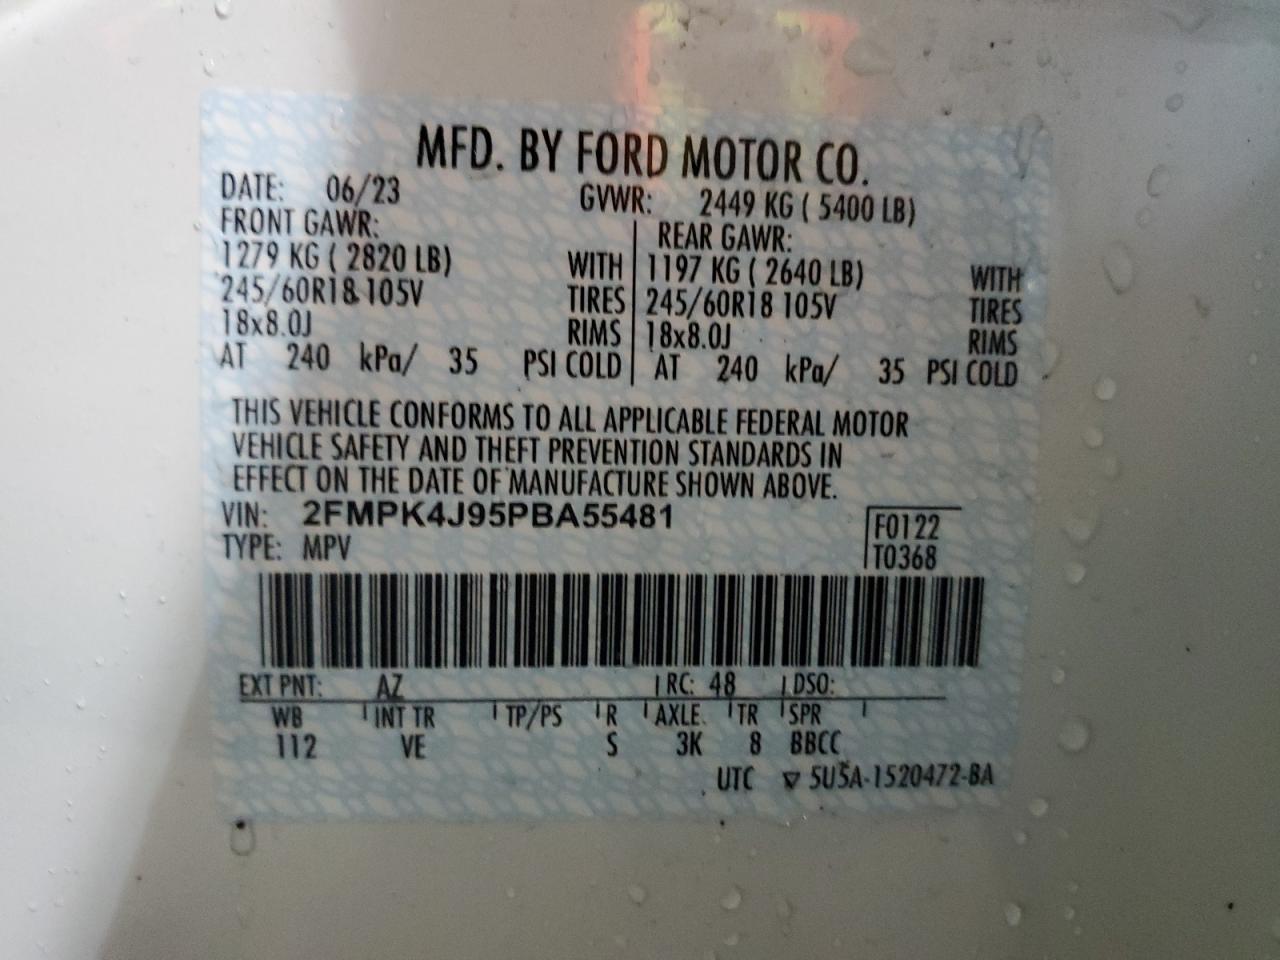 MFD. BY FORD MOTOR CO.
DATE: 06/23 GVWR: 2449 KG ( 5400 LB)
FRONT GAWR: REAR GAWR:
1279 KG ( 2820 LB) WITH 1197 KG ( 2640 LB) WITH
245/60R18 105V TIRES 245/60R18 105V TIRES
18x8.0J RIMS 18x8.0J RIMS
AT 240 kPa/ 35 PSI COLD AT 240 kPa/ 35 PSI COLD
THIS VEHICLE CONFORMS TO ALL APPLICABLE FEDERAL MOTOR
VEHICLE SAFETY AND THEFT PREVENTION STANDARDS IN
EFFECT ON THE DATE OF MANUFACTURE SHOWN ABOVE.
VIN: 2FMPK4J95PBA55481
F0122
TYPE: MPV
T0368
EXT PNT: AZ RC: 48 DSO:
WB INT TR TP/PS R AXLE TR SPR
112 VE S 3K 8 BBCC
UTC ▽ 5U5A-1520472-BA